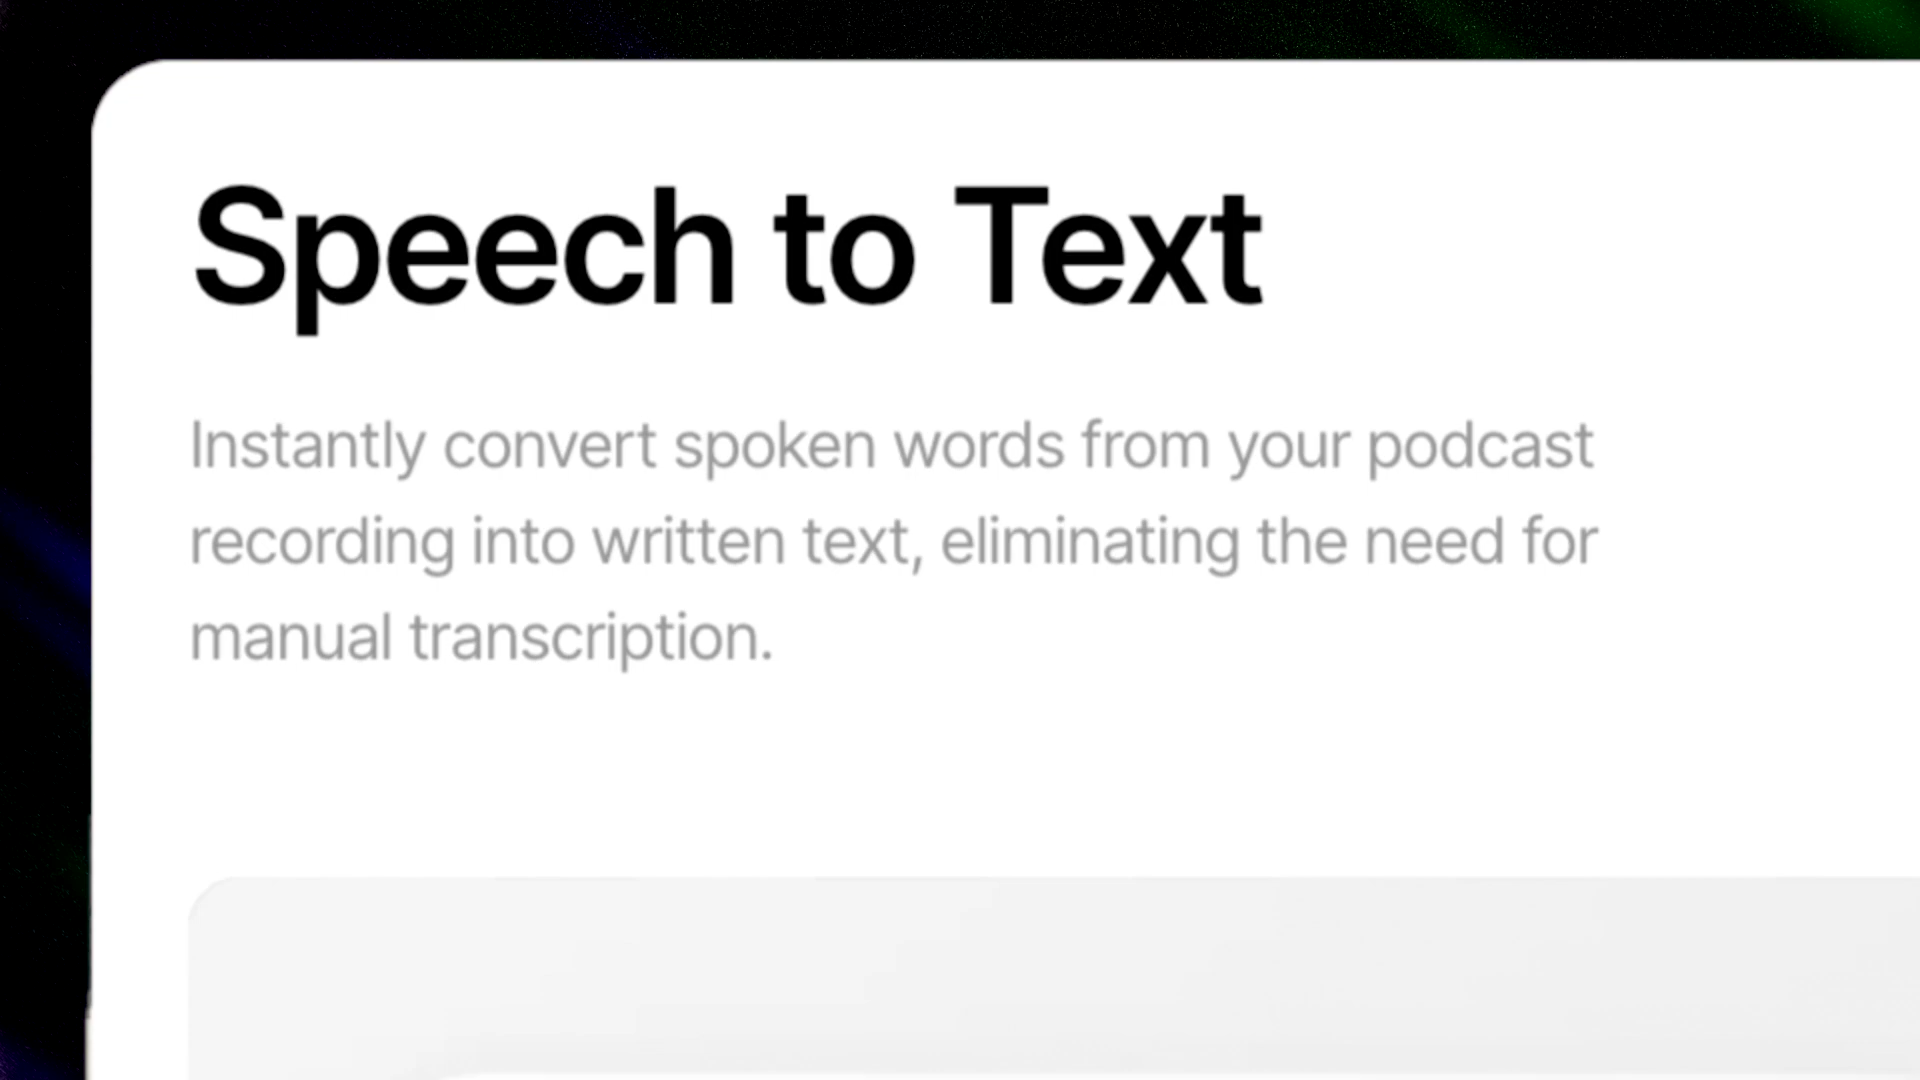 Speech to Text
Instantly convert spoken words from your podcast
recording into written text, eliminating the need for
manual transcription.